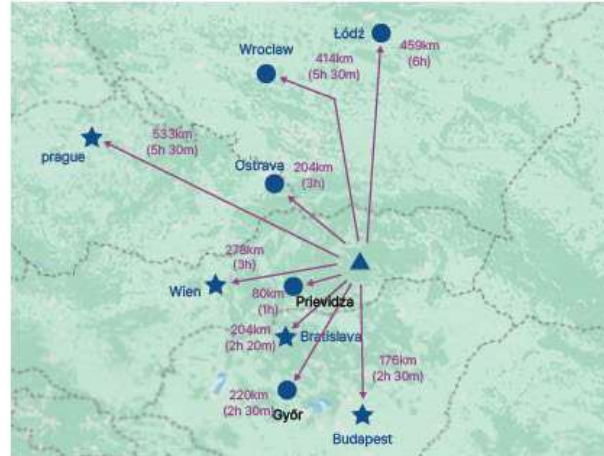 Łódź
459km
(6h)
Wroclaw
414km
(5h 30m)
533km
(5h 30m)
prague
Ostrava
204km
(3h)
278km
(3h)
Wien
80km
(1h)
Prievidza
204km
(2h 20m)
Bratislava
176km
(2h 30m)
220km
(2h 30m)
Győr
Budapest